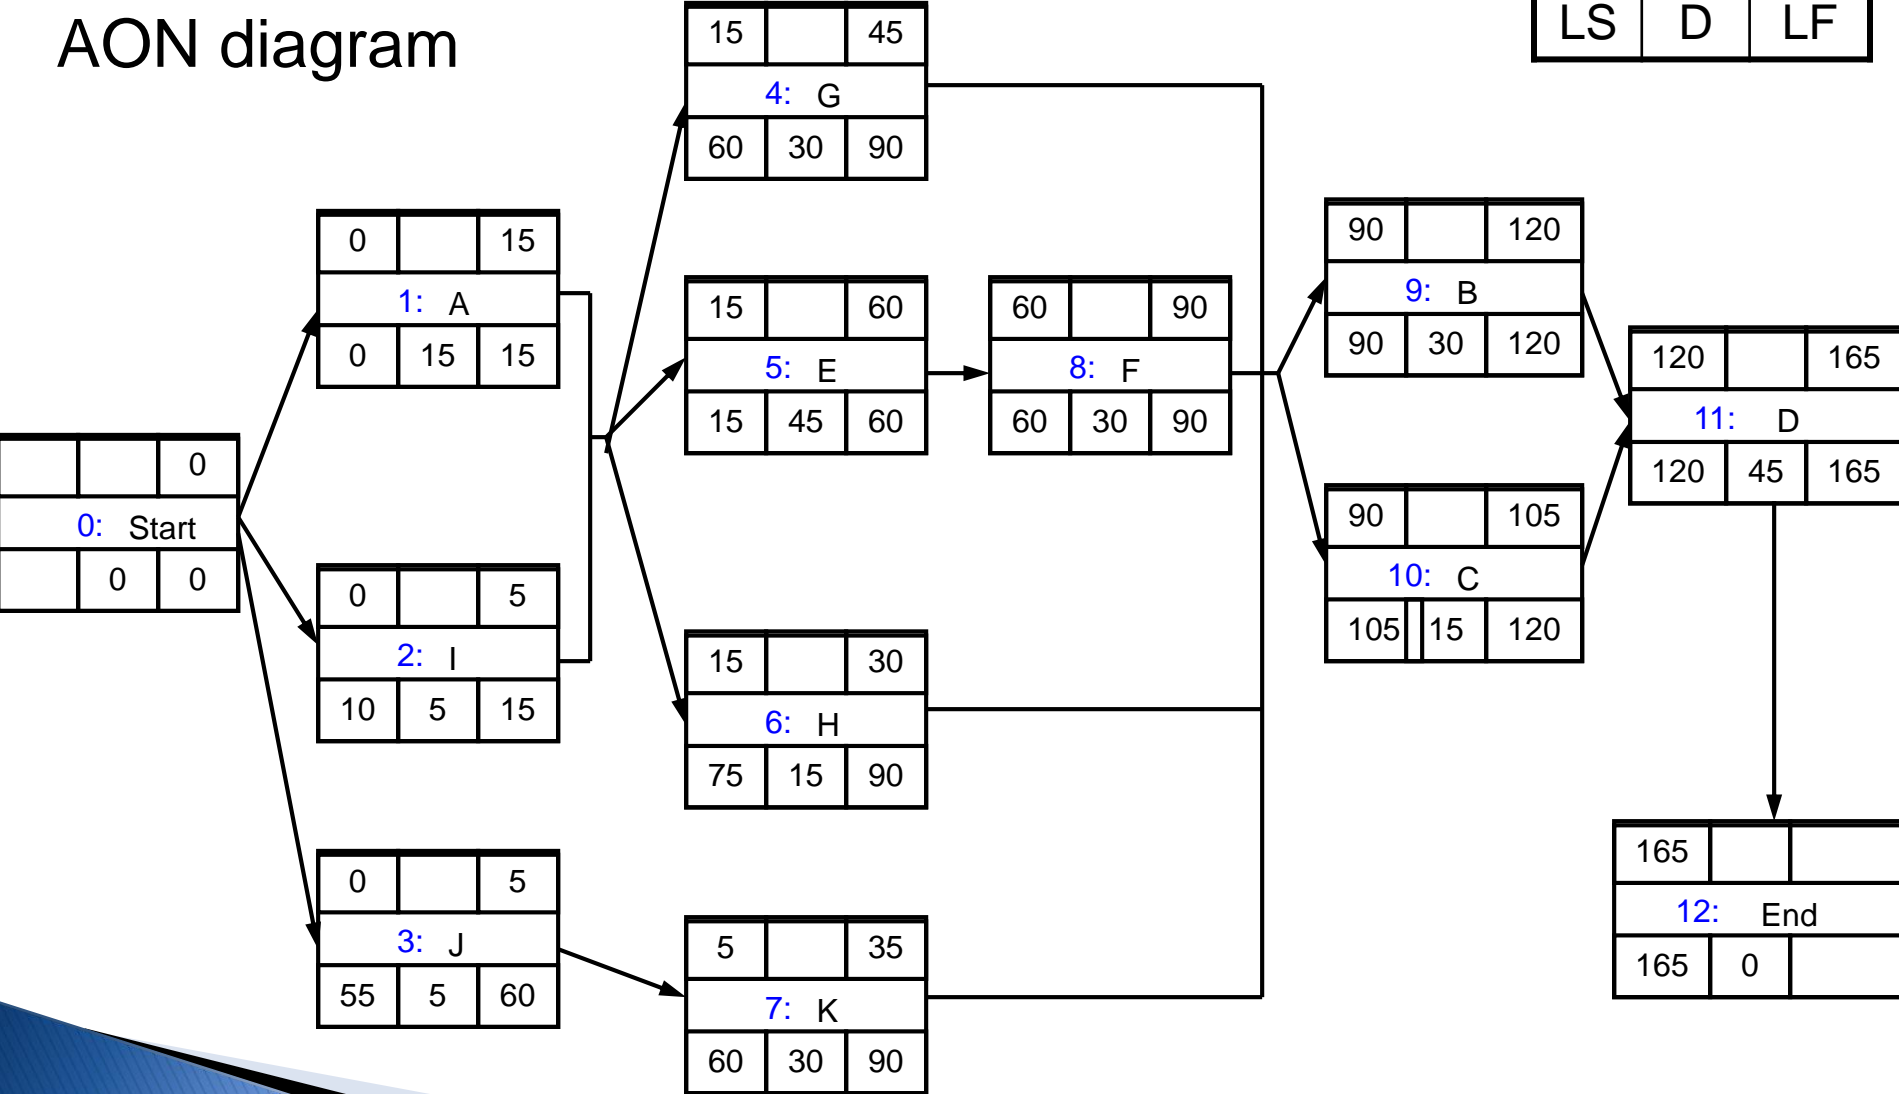 AON diagram
LS D LF
15 45
4: G
60 30 90
0 15
1: A
0 15 15
15 60
5: E
15 45 60
60 90
8: F
60 30 90
90 120
9: B
90 30 120
120 165
11: D
120 45 165
0
0: Start
0 0
0 5
2: I
10 5 15
15 30
6: H
75 15 90
90 105
10: C
105 15 120
0 5
3: J
55 5 60
5 35
7: K
60 30 90
165
12: End
165 0